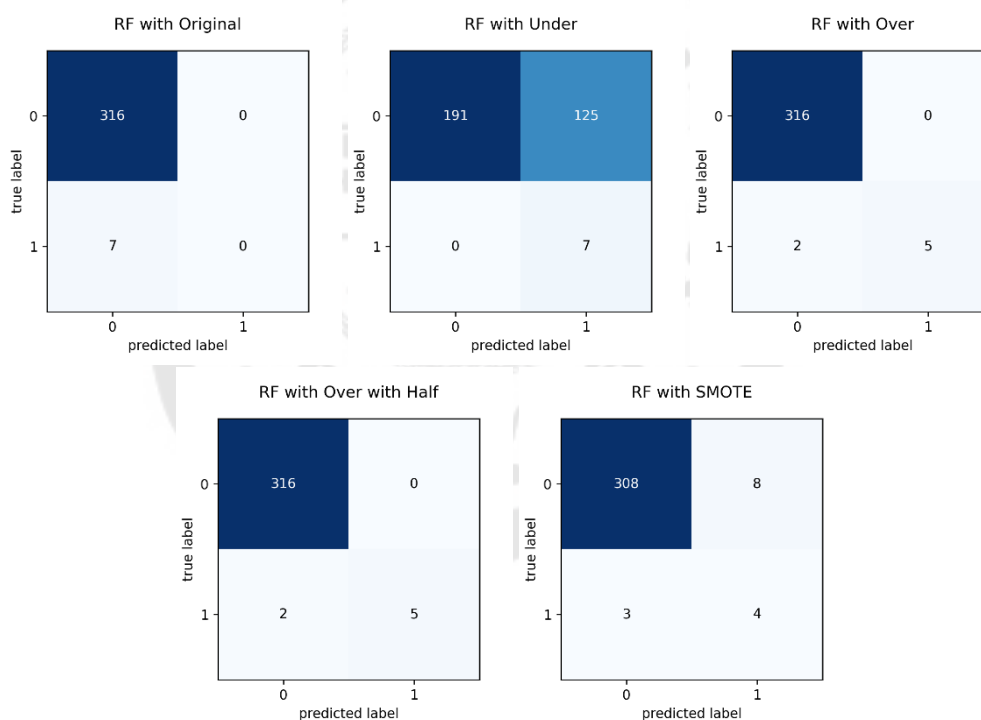 RF with Original
RF with Under
RF with Over
0
316
0
1
7
0
0
1
true label
predicted label
0
191
125
1
0
7
0
1
true label
predicted label
0
316
0
1
2
5
0
1
true label
predicted label
RF with Over with Half
RF with SMOTE
0
316
0
1
2
5
0
1
true label
predicted label
0
308
8
1
3
4
0
1
true label
predicted label